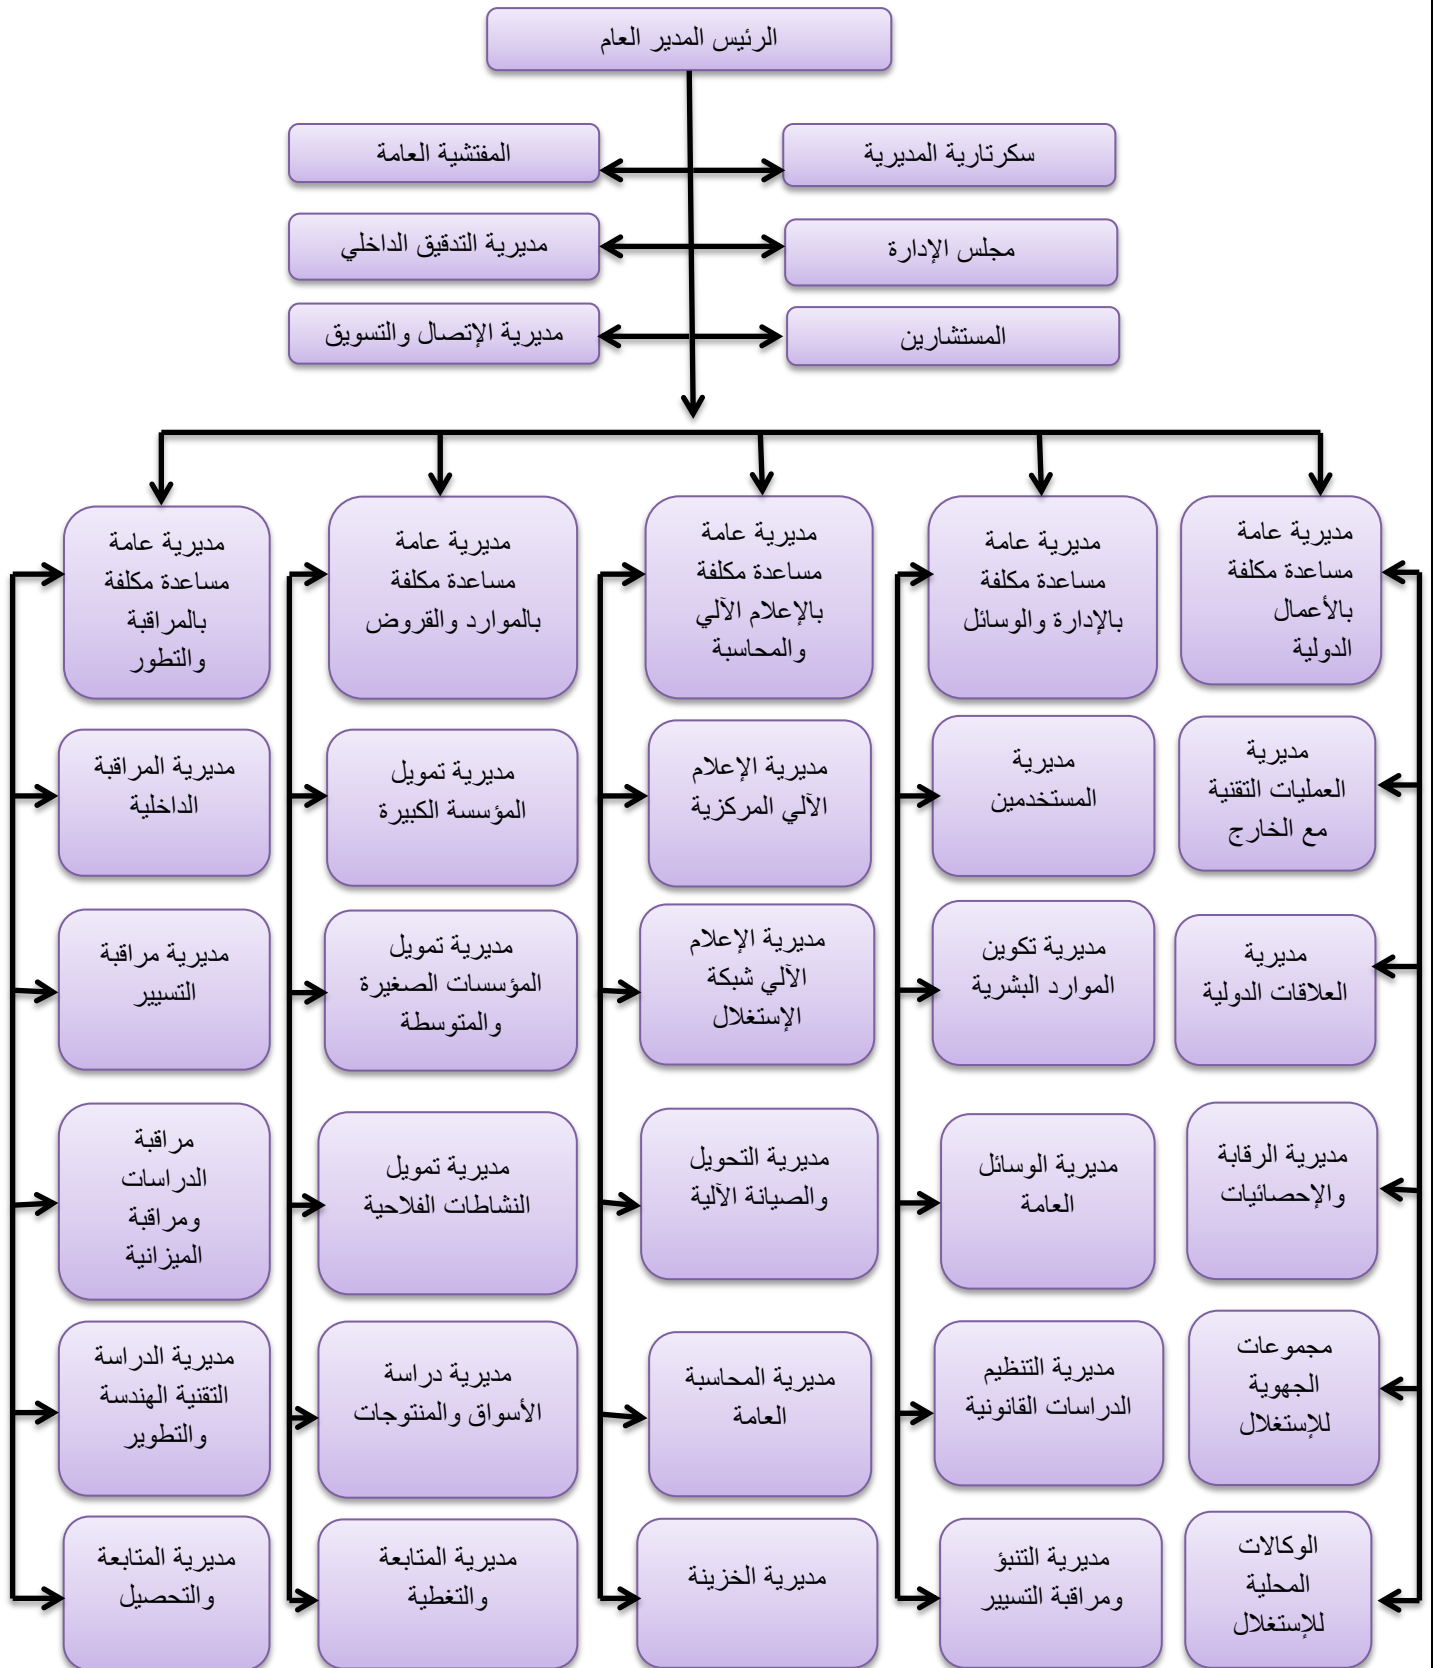 الرئيس المدير العام
سكرتارية المديرية
المفتشية العامة
مجلس الإدارة
مديرية التدقيق الداخلي
المستشارين
مديرية الإتصال والتسويق
مديرية عامة
مساعدة مكلفة
بالأعمال
الدولية
مديرية
العمليات التقنية
مع الخارج
مديرية
العلاقات الدولية
مديرية الرقابة
والإحصائيات
مجموعات
الجهوية
للإستغلال
الوكالات
المحلية
للإستغلال
مديرية عامة
مساعدة مكلفة
بالإدارة والوسائل
مديرية
المستخدمين
مديرية تكوين
الموارد البشرية
مديرية الوسائل
العامة
مديرية التنظيم
الدراسات القانونية
مديرية التنبؤ
ومراقبة التسيير
مديرية عامة
مساعدة مكلفة
بالإعلام الآلي
والمحاسبة
مديرية الإعلام
الآلي المركزية
مديرية الإعلام
الآلي شبكة
الإستغلال
مديرية التحويل
والصيانة الآلية
مديرية المحاسبة
العامة
مديرية الخزينة
مديرية عامة
مساعدة مكلفة
بالموارد والقروض
مديرية تمويل
المؤسسة الكبيرة
مديرية تمويل
المؤسسات الصغيرة
والمتوسطة
مديرية تمويل
النشاطات الفلاحية
مديرية دراسة
الأسواق والمنتوجات
مديرية المتابعة
والتغطية
مديرية عامة
مساعدة مكلفة
بالمراقبة
والتطور
مديرية المراقبة
الداخلية
مديرية مراقبة
التسيير
مراقبة
الدراسات
ومراقبة
الميزانية
مديرية الدراسة
التقنية الهندسة
والتطوير
مديرية المتابعة
والتحصيل